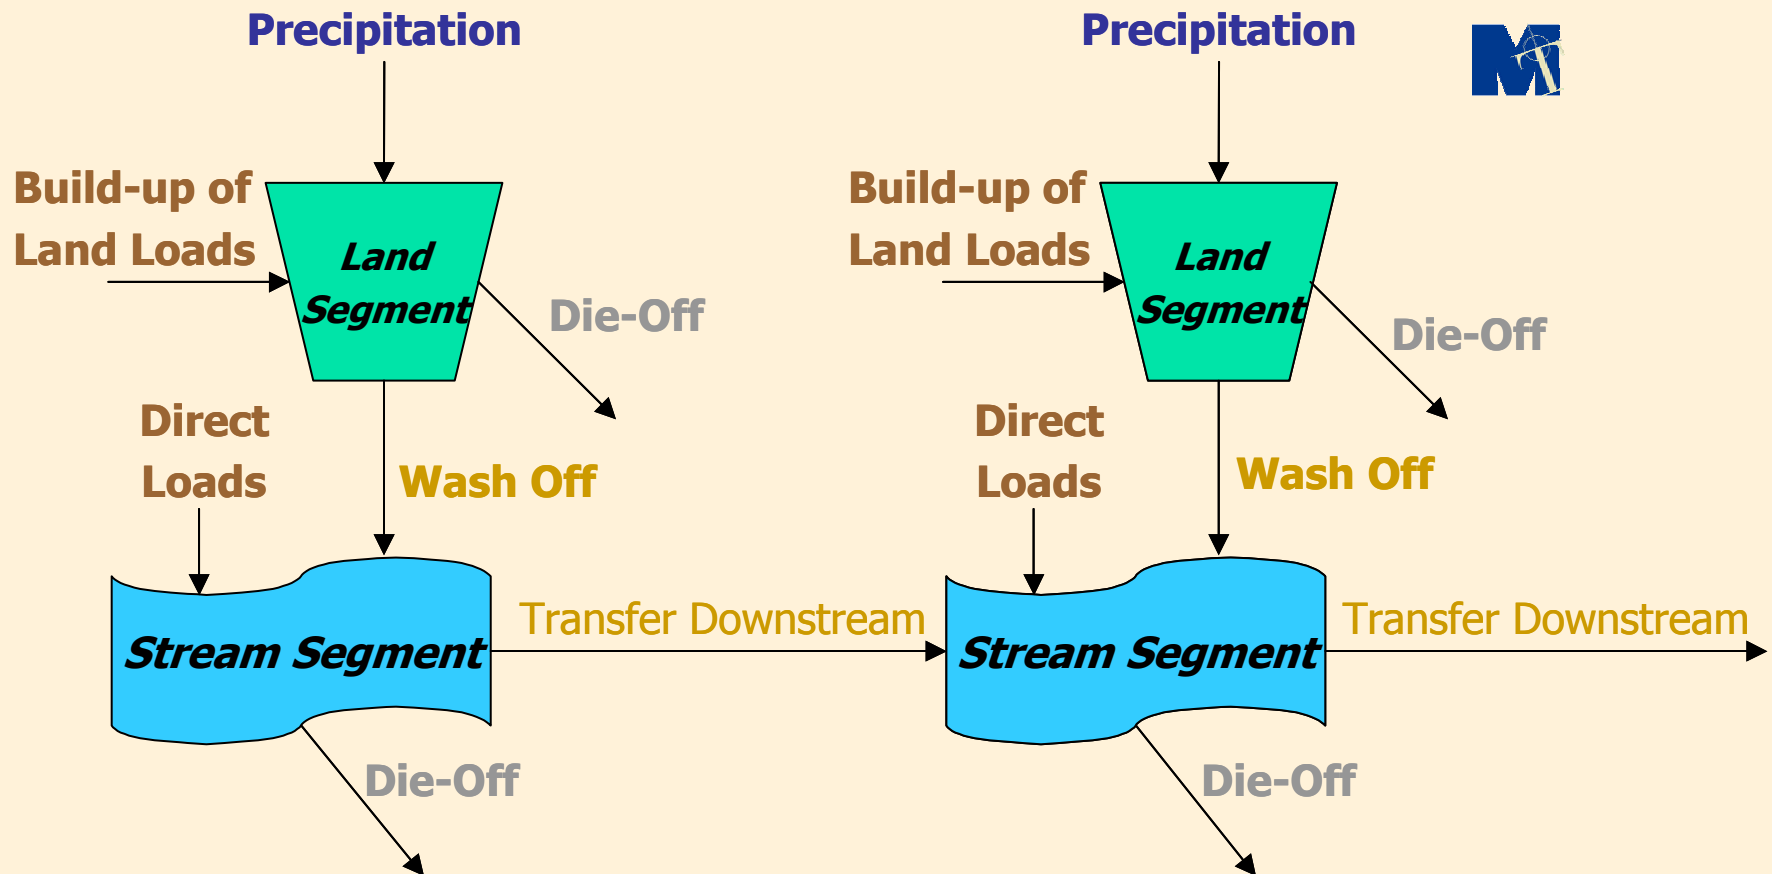 Precipitation
Build-up of
Land Loads
Land
Segment
Die-Off
Direct
Loads
Wash Off
Stream Segment
Transfer Downstream
Die-Off
Precipitation
M
Build-up of
Land Loads
Land
Segment
Die-Off
Direct
Loads
Wash Off
Stream Segment
Transfer Downstream
Die-Off